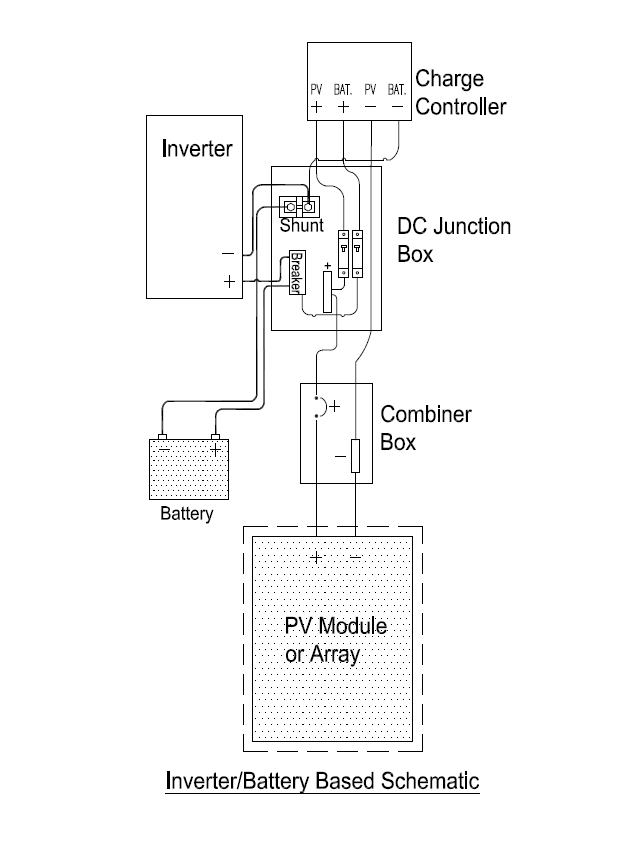 Charge
Controller
PV BAT. PV BAT.
+ + − −
Inverter
−
+
Shunt
DC Junction
Box
Breaker
+
+
−
Combiner
Box
− +
Battery
+ −
PV Module
or Array
Inverter/Battery Based Schematic